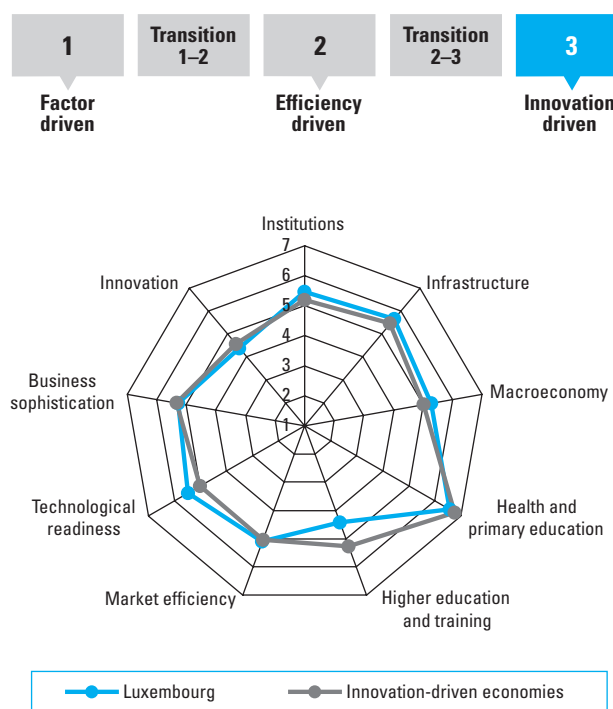 1
Transition
1–2
2
Transition
2–3
3
Factor
driven
Efficiency
driven
Innovation
driven
Institutions
7
6
5
4
3
2
1
Innovation
Infrastructure
Business
sophistication
Macroeconomy
Technological
readiness
Health and
primary education
Market efficiency
Higher education
and training
Luxembourg
Innovation-driven economies